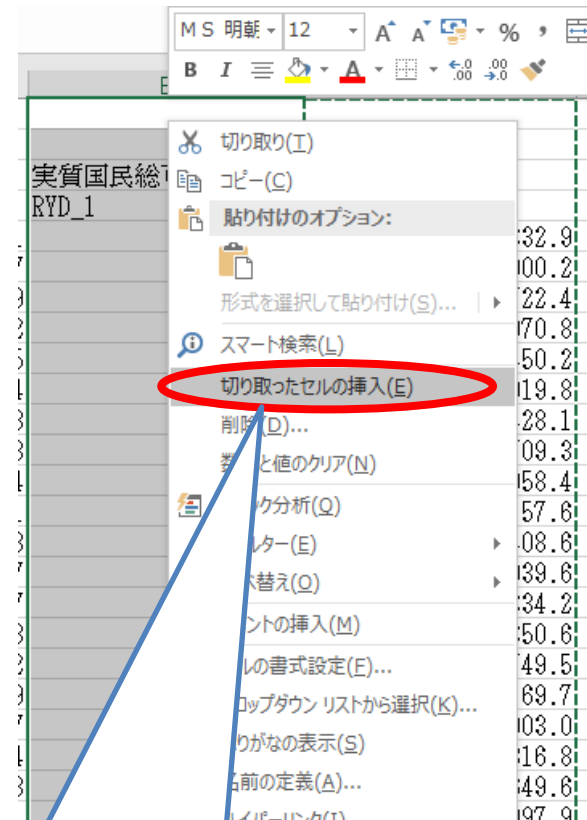 MS 明朝 12 A A %
B I A .00 .00
実質国民総
RYD_1
切り取り(T)
コピー(C)
貼り付けのオプション:
形式を選択して貼り付け(S)...
スマート検索(L)
切り取ったセルの挿入(E)
削除(D)...
と値のクリア(N)
ック分析(Q)
ルター(E)
替え(O)
ントの挿入(M)
ルの書式設定(F)...
ロップダウン リストから選択(K)...
りがなの表示(S)
前の定義(A)...
32.9
00.2
22.4
70.8
50.2
19.8
28.1
09.3
58.4
57.6
08.6
39.6
34.2
50.6
49.5
69.7
03.0
16.8
49.6
97.9